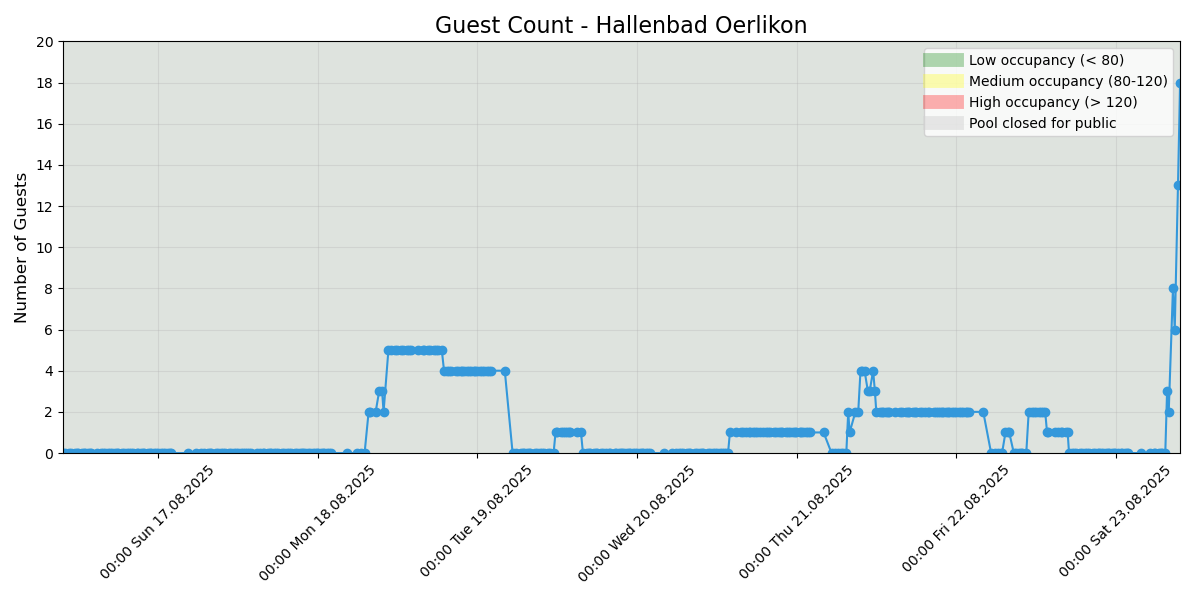 Guest Count - Hallenbad Oerlikon
20
18
16
14
12
10
8
6
4
2
0
Number of Guests
Low occupancy (< 80)
Medium occupancy (80-120)
High occupancy (> 120)
Pool closed for public
00:00 Sun 17.08.2025
00:00 Mon 18.08.2025
00:00 Tue 19.08.2025
00:00 Wed 20.08.2025
00:00 Thu 21.08.2025
00:00 Fri 22.08.2025
00:00 Sat 23.08.2025